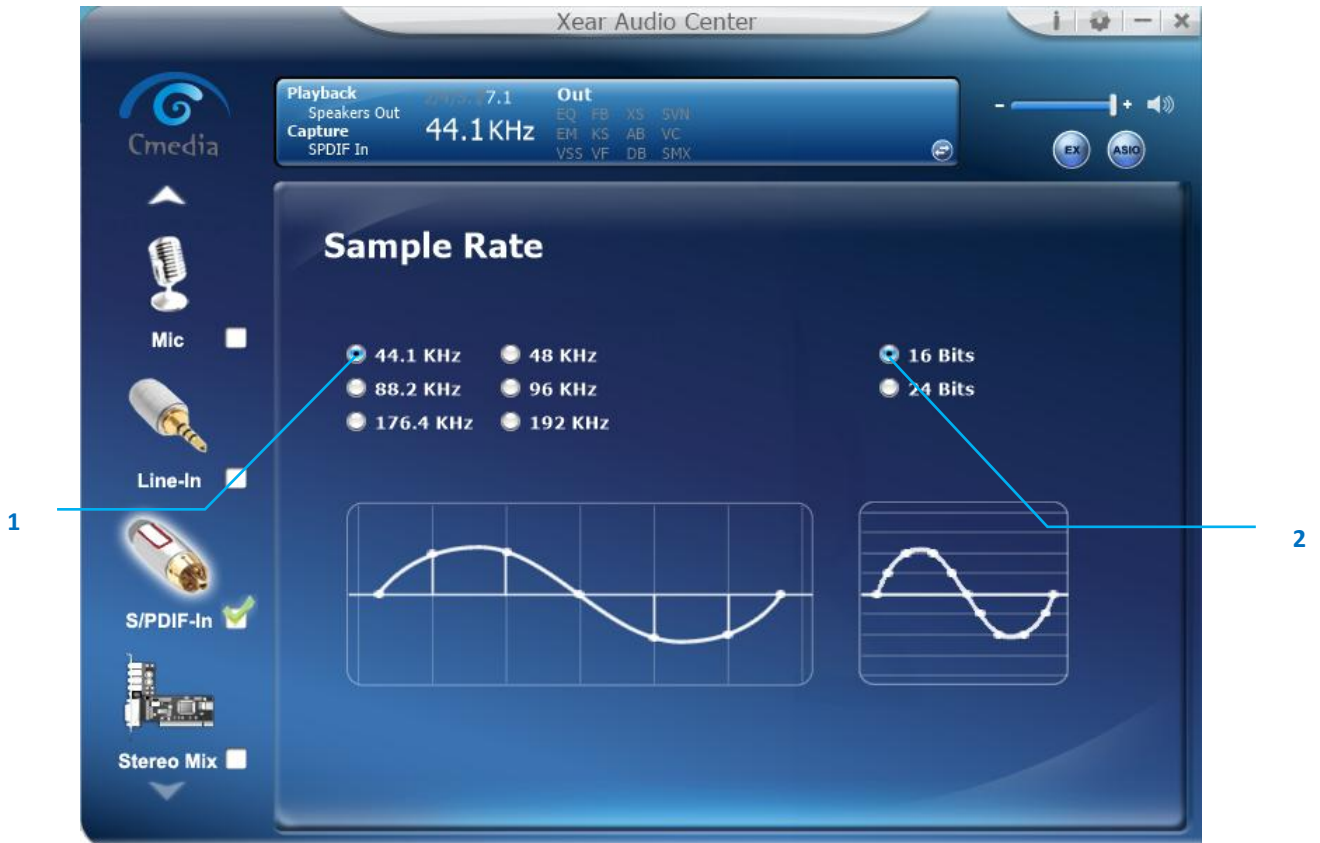 Xear Audio Center
i
Cmedia
Playback
Speakers Out
Capture
SPDIF In
7.1
44.1KHz
Out
EQ FB XS SVN
EM KS AB VC
VSS VF DB SMX
- +
EX ASIO
Sample Rate
Mic
Line-In
S/PDIF-In
Stereo Mix
44.1 KHz 48 KHz
88.2 KHz 96 KHz
176.4 KHz 192 KHz
16 Bits
24 Bits
1
2